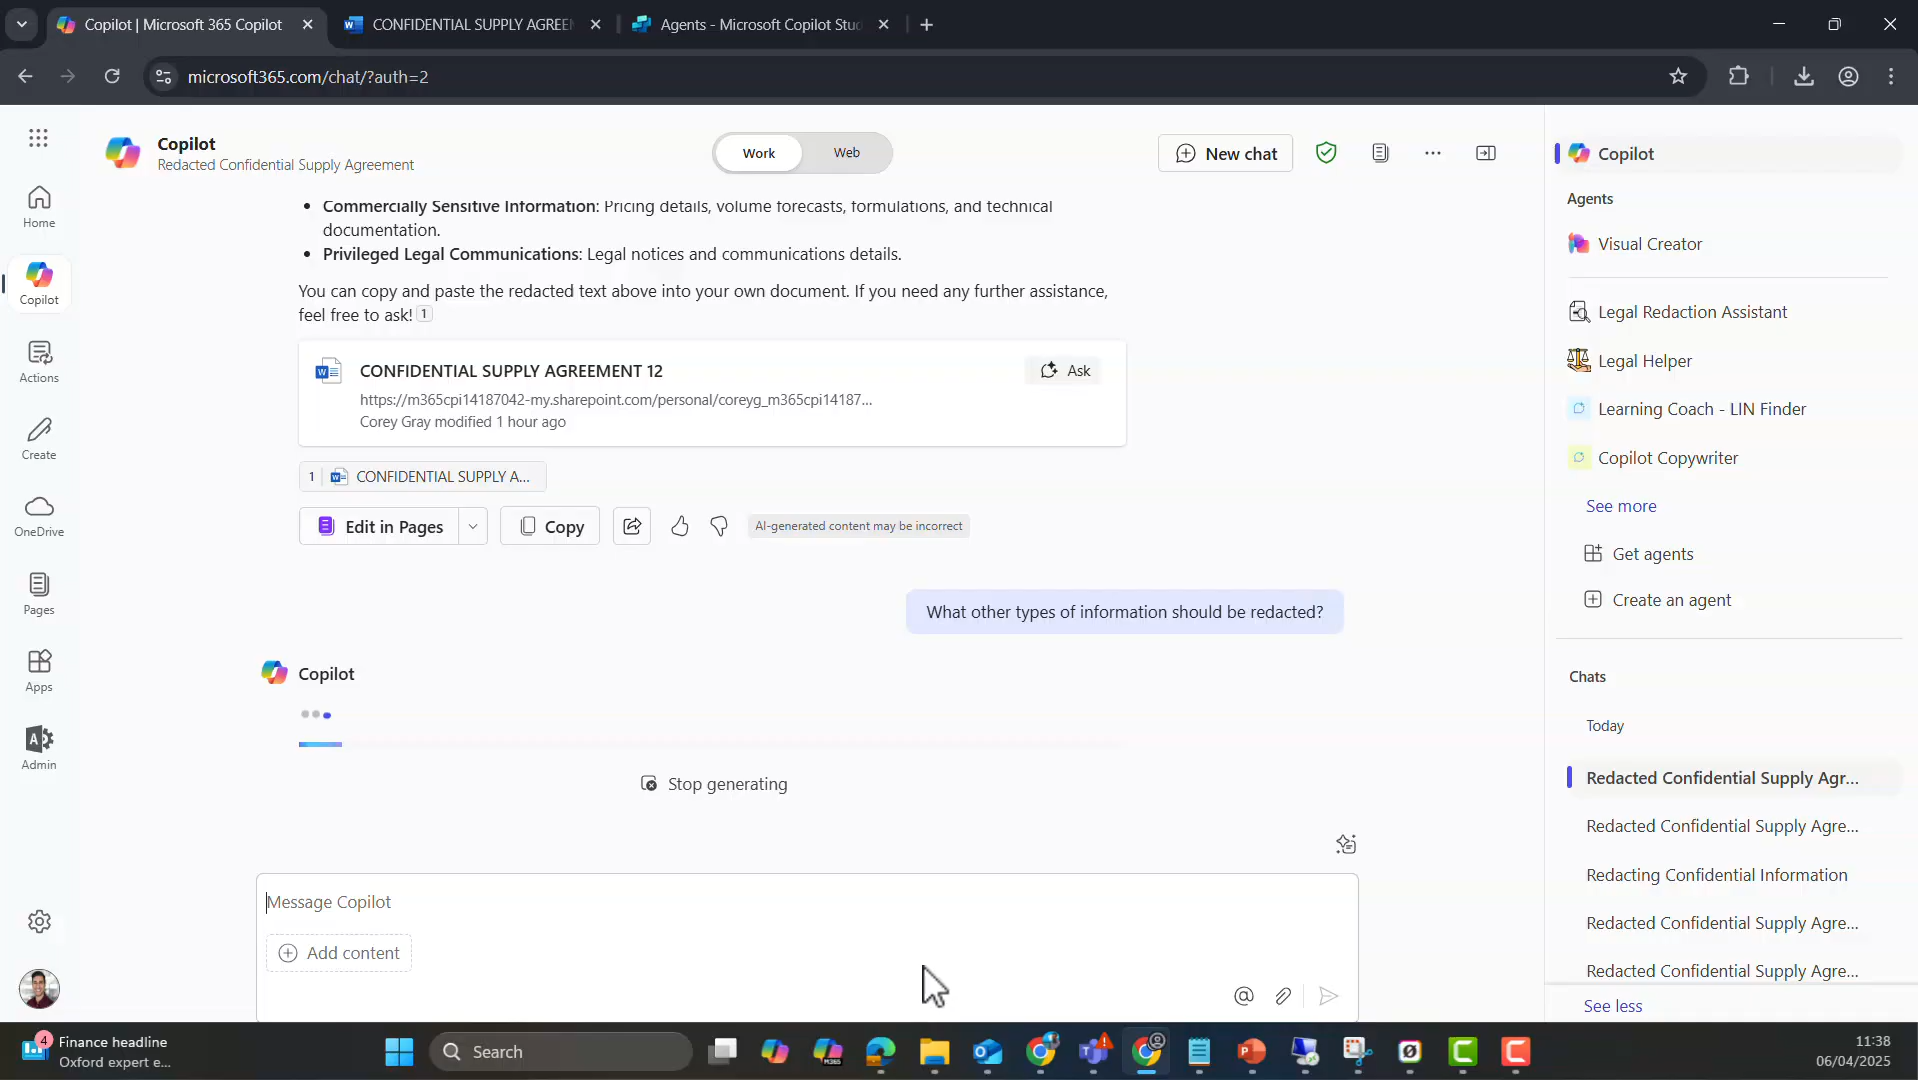 Copilot | Microsoft 365 Copilot
CONFIDENTIAL SUPPLY AGREEM
Agents - Microsoft Copilot Stud
microsoft365.com/chat/?auth=2
Copilot
Redacted Confidential Supply Agreement
Work
Web
New chat
Home
Copilot
Actions
Create
OneDrive
Pages
Apps
Admin
Commercially Sensitive Information: Pricing details, volume forecasts, formulations, and technical
documentation.
Privileged Legal Communications: Legal notices and communications details.
You can copy and paste the redacted text above into your own document. If you need any further assistance,
feel free to ask! 1
CONFIDENTIAL SUPPLY AGREEMENT 12
Ask
https://m365cpi14187042-my.sharepoint.com/personal/coreyg_m365cpi14187...
Corey Gray modified 1 hour ago
1 CONFIDENTIAL SUPPLY A...
Edit in Pages
Copy
AI-generated content may be incorrect
What other types of information should be redacted?
Copilot
Stop generating
Message Copilot
Add content
Copilot
Agents
Visual Creator
Legal Redaction Assistant
Legal Helper
Learning Coach - LIN Finder
Copilot Copywriter
See more
Get agents
Create an agent
Chats
Today
Redacted Confidential Supply Agr...
Redacted Confidential Supply Agre...
Redacting Confidential Information
Redacted Confidential Supply Agre...
Redacted Confidential Supply Agre...
See less
4
Finance headline
Oxford expert e...
Search
M365
11:38
06/04/2025